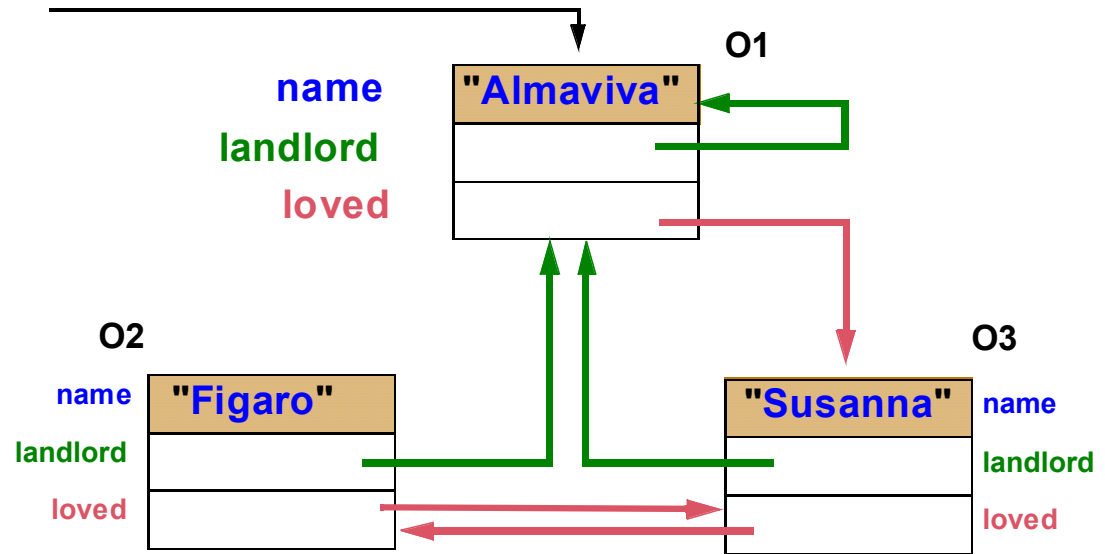 O1
name "Almaviva"
landlord
loved
O2
O3
name "Figaro"
landlord
loved
"Susanna" name
landlord
loved